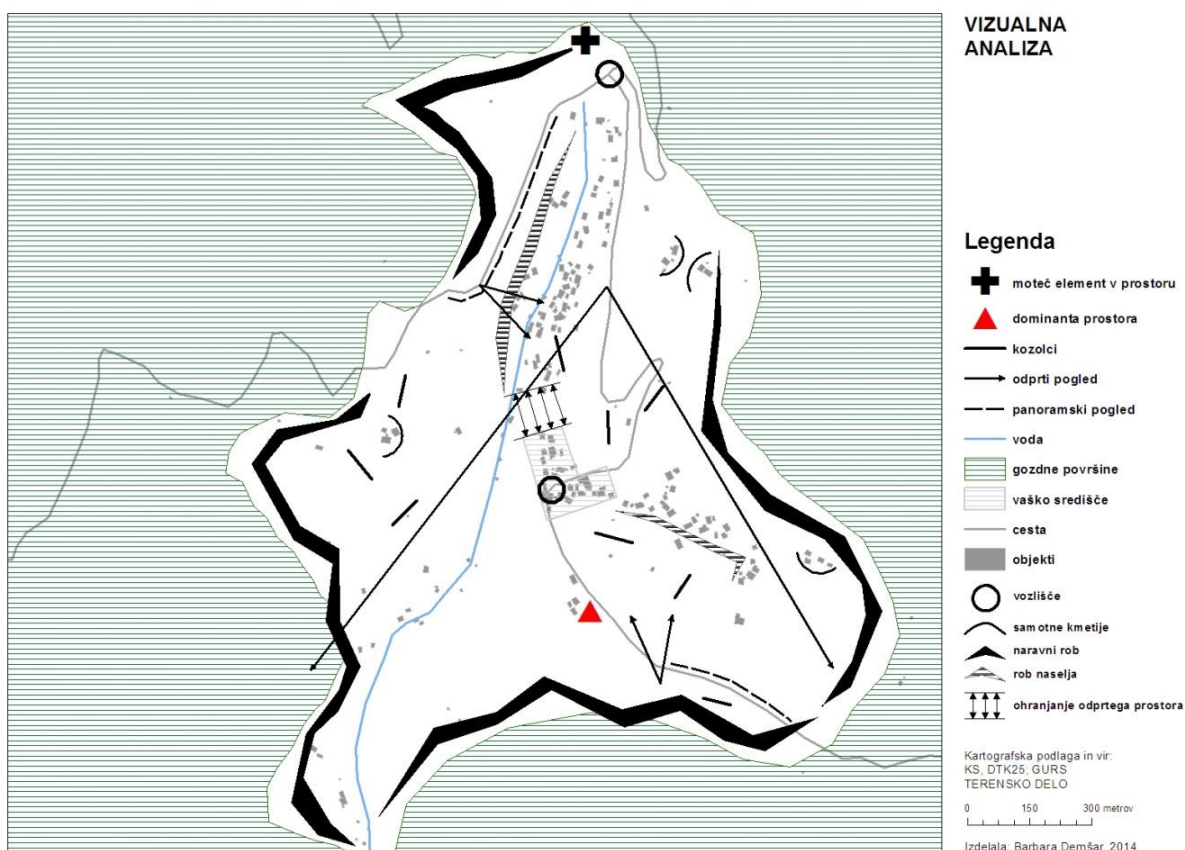 VIZUALNA
ANALIZA
Legenda
moteč element v prostoru
dominanta prostora
kozolci
odprti pogled
panoramski pogled
voda
gozdne površine
vaško središče
cesta
objekti
vozlišče
samotne kmetije
naravni rob
rob naselja
ohranjanje odprtega prostora
Kartografska podlaga in vir:
KS, DTK25; GURS
TERENSKO DELO
0 150 300 metrov
Izdelala: Barbara Demšar, 2014